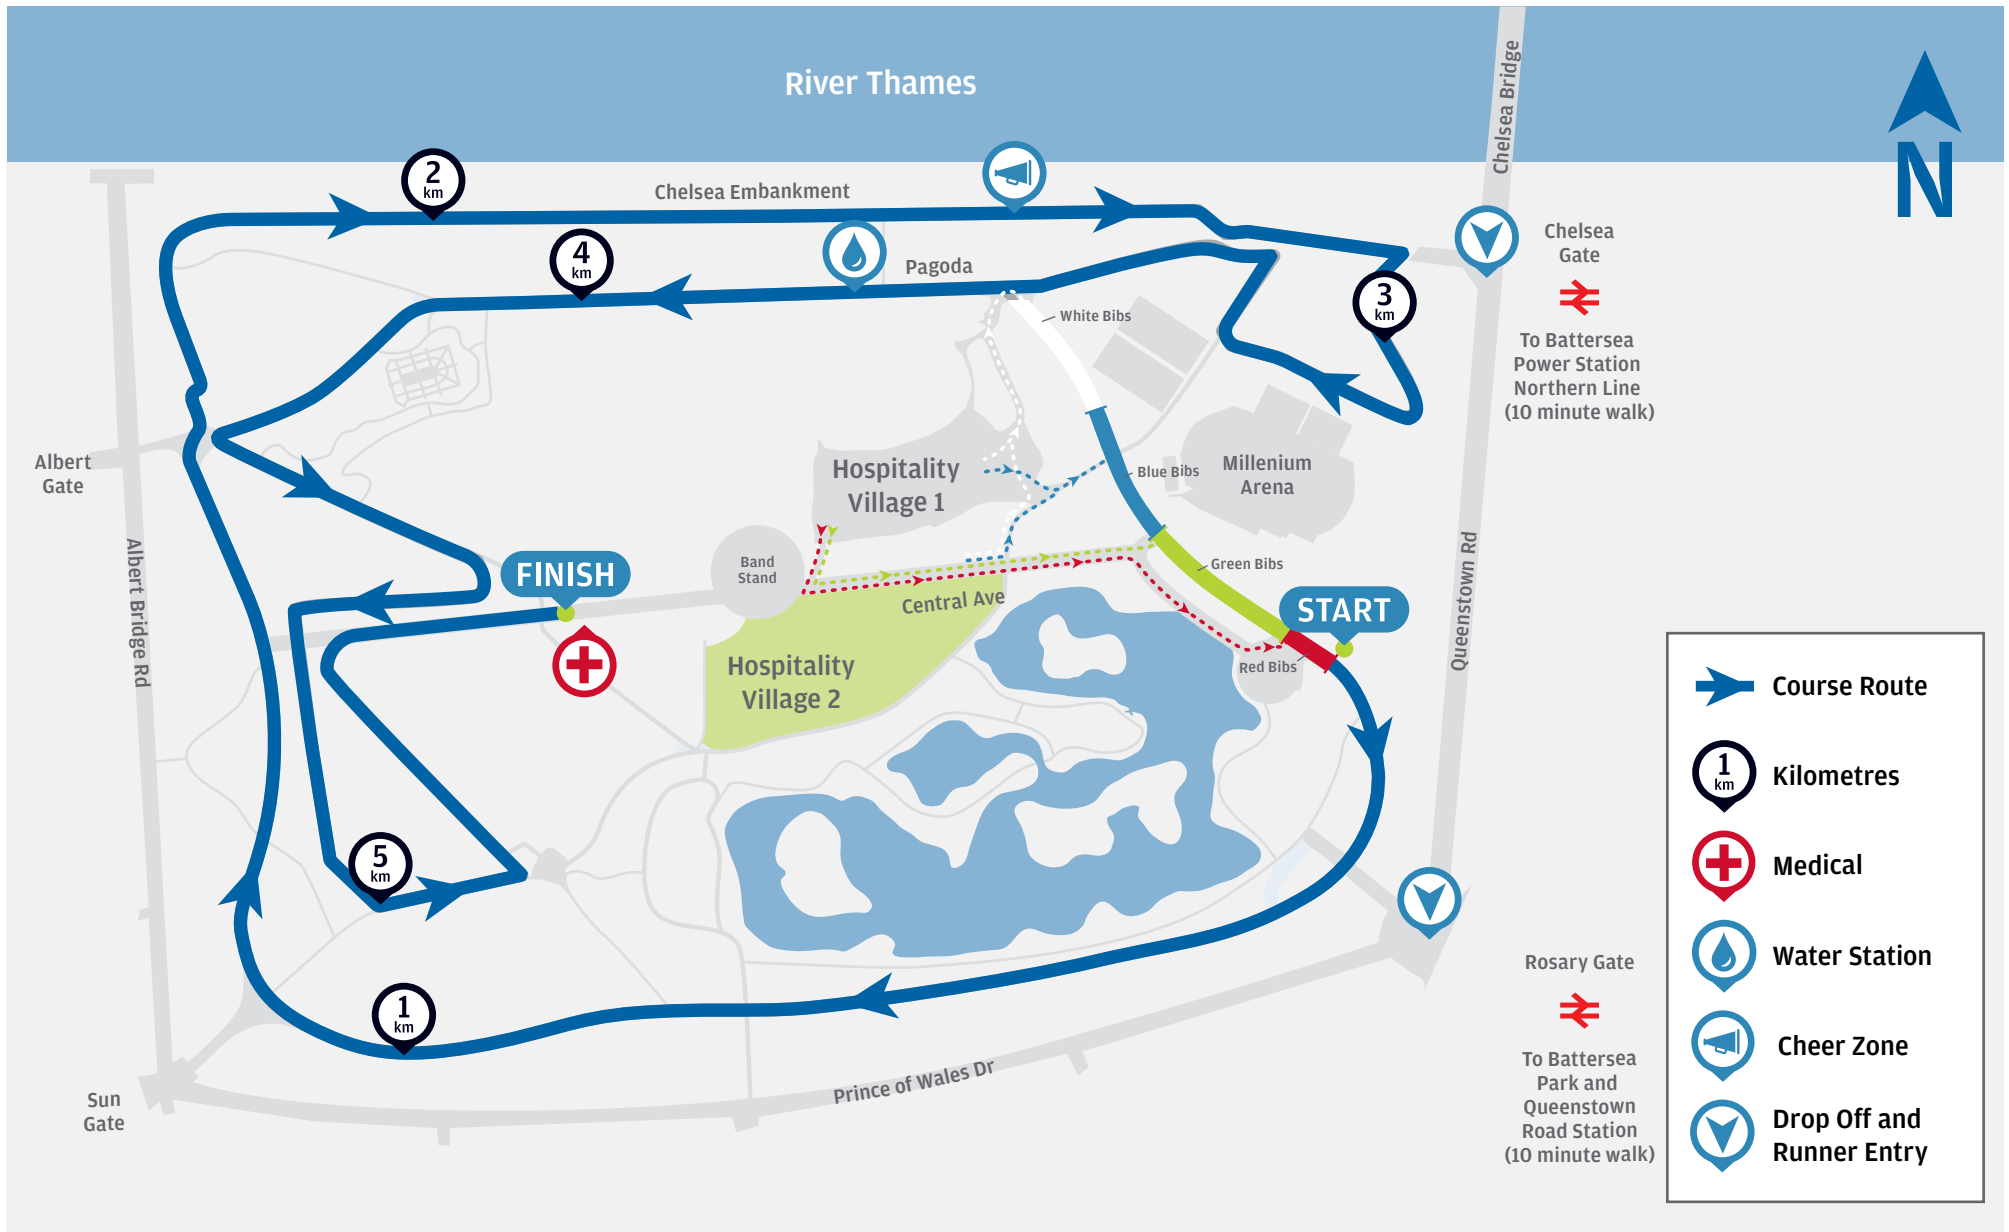 River Thames
Chelsea Bridge
N
2
km
Chelsea Embankment
4
km
Pagoda
Chelsea
Gate
3
km
White Bibs
To Battersea
Power Station
Northern Line
(10 minute walk)
Albert
Gate
Hospitality
Village 1
Blue Bibs
Millenium
Arena
Albert Bridge Rd
FINISH
Band
Stand
Green Bibs
Queenstown Rd
Central Ave
START
Hospitality
Village 2
Red Bibs
5
km
1
km
Sun
Gate
Prince of Wales Dr
Rosary Gate
To Battersea
Park and
Queenstown
Road Station
(10 minute walk)
Course Route
1
km
Kilometres
Medical
Water Station
Cheer Zone
Drop Off and
Runner Entry